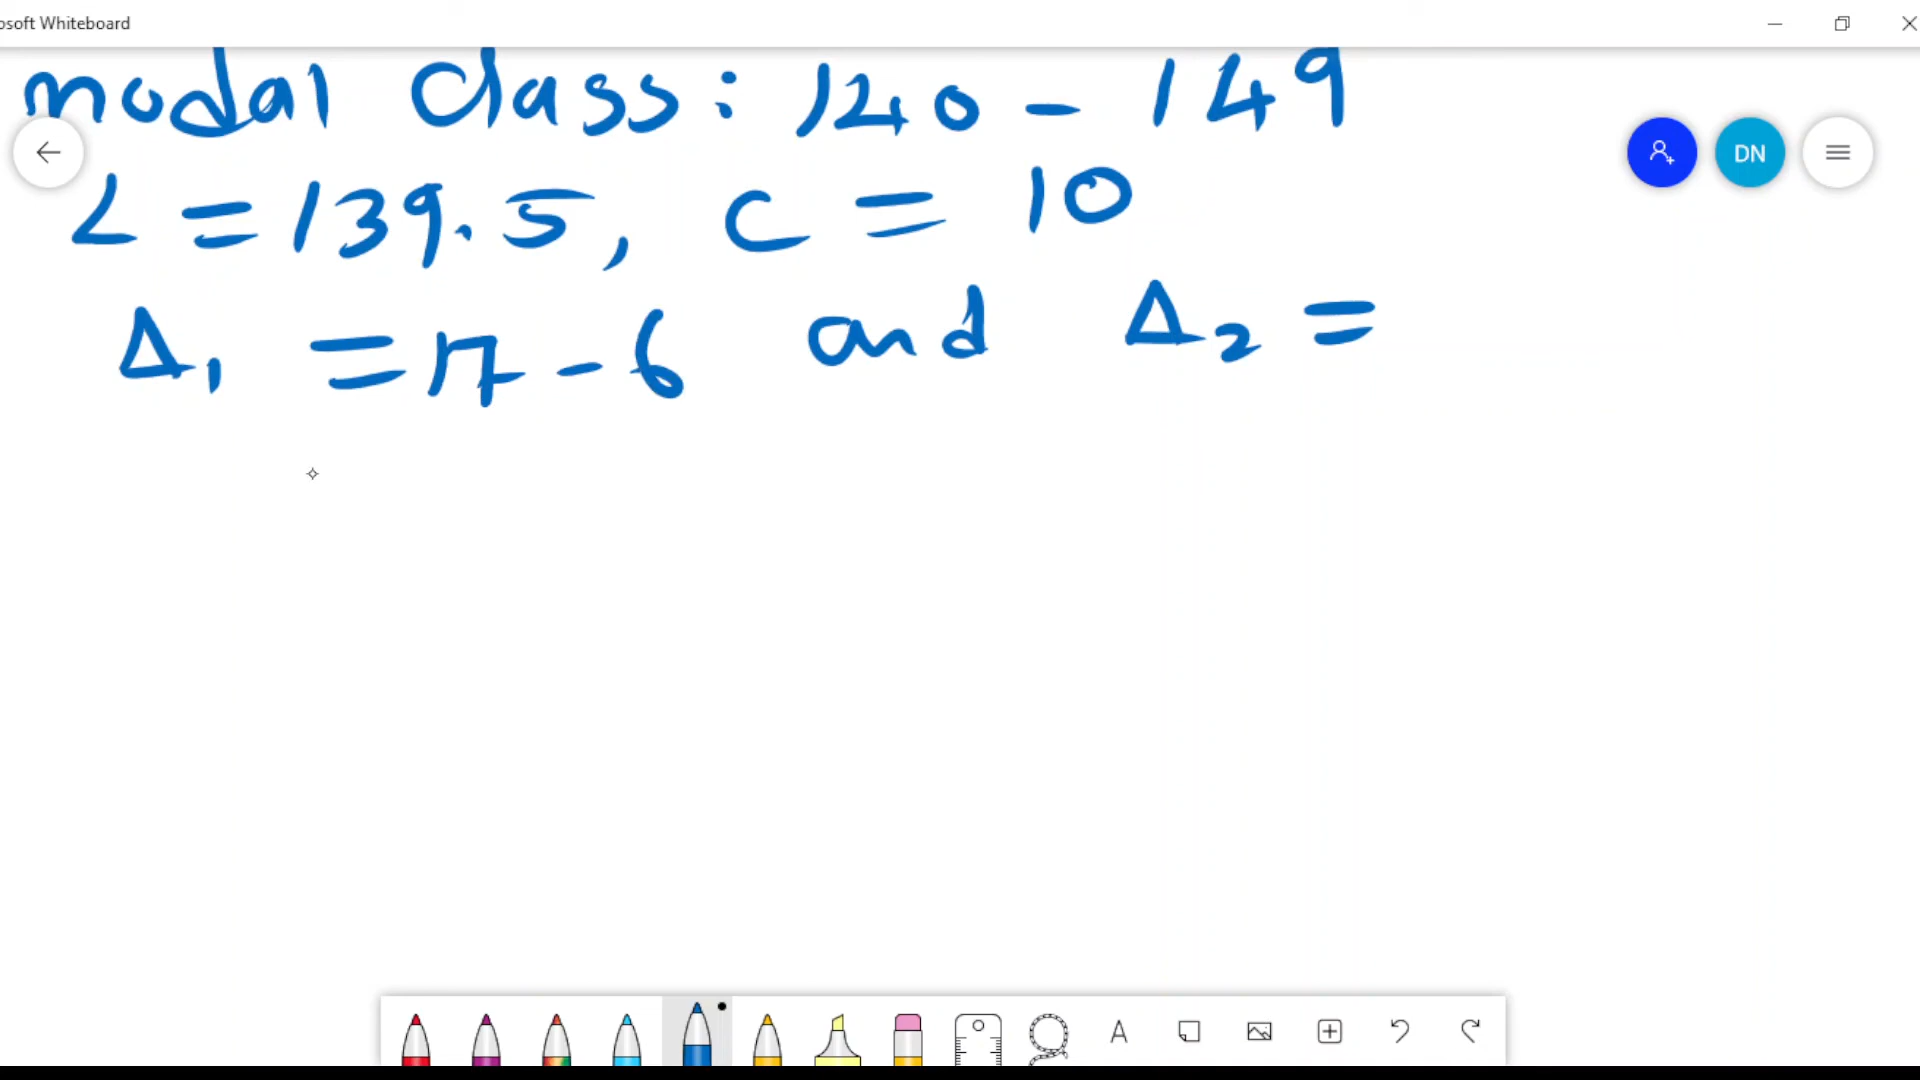 osoft Whiteboard
modal class: 140 - 149
DN
L = 139.5, C = 10
Δ₁ = 17 - 6 and Δ₂ =
A